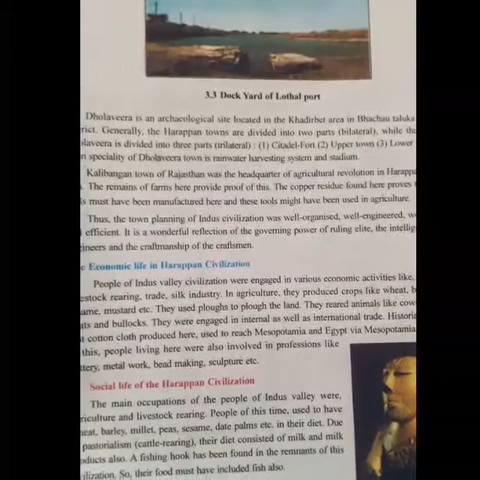 3.3 Dock Yard of Lothal port
Dholaveera is an archaeological site located in the Khadirbet area in Bhachau taluka
rict. Generally, the Harappan towns are divided into two parts (bilateral), while the
laveera is divided into three parts (trilateral) : (1) Citadel-Fort (2) Upper town (3) Lower
n speciality of Dholaveera town is rainwater harvesting system and stadium.
Kalibangan town of Rajasthan was the headquarter of agricultural revolution in Harappa
. The remains of farms here provide proof of this. The copper residue found here proves
s must have been manufactured here and these tools might have been used in agriculture.
Thus, the town planning of Indus civilization was well-organised, well-engineered, w
efficient. It is a wonderful reflection of the governing power of ruling elite, the intellig
ineers and the craftmanship of the craftsmen.
e Economic life in Harappan Civilization
People of Indus valley civilization were engaged in various economic activities like,
estock rearing, trade, silk industry. In agriculture, they produced crops like wheat, b
ame, mustard etc. They used ploughs to plough the land. They reared animals like cow
ats and bullocks. They were engaged in internal as well as international trade. Historia
t cotton cloth produced here, used to reach Mesopotamia and Egypt via Mesopotamia
this, people living here were also involved in professions like
ttery, metal work, bead making, sculpture etc.
Social life of the Harappan Civilization
The main occupations of the people of Indus valley were,
riculture and livestock rearing. People of this time, used to have
heat, barley, millet, peas, sesame, date palms etc. in their diet. Due
pastoralism (cattle-rearing), their diet consisted of milk and milk
oducts also. A fishing hook has been found in the remnants of this
ilization. So, their food must have included fish also.